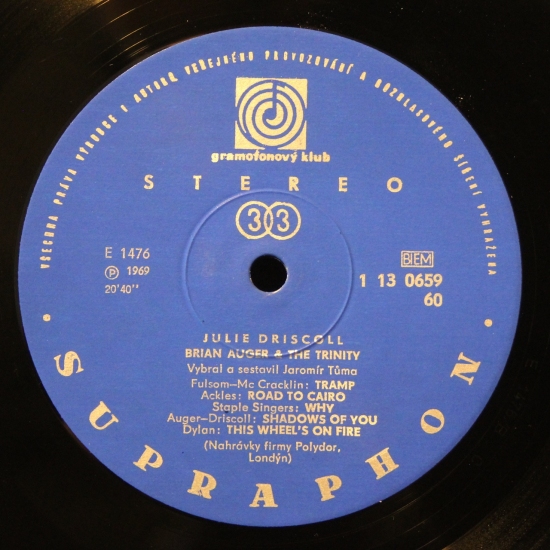 VŠECHNA PRÁVA VÝROBCE I AUTORŮ VEŘEJNÉHO PROVOZOVÁNÍ A ROZHLASOVÉHO ŠÍŘENÍ VYHRAZENA
gramofonový klub
STEREO
33
E 1476
Ⓟ 1969
20'40"
BIEM
1 13 0659
60
JULIE DRISCOLL
BRIAN AUGER & THE TRINITY
Vybral a sestavil Jaromír Tůma
Fulsom—Mc Cracklin: TRAMP
Ackles: ROAD TO CAIRO
Staple Singers: WHY
Auger-Driscoll: SHADOWS OF YOU
Dylan: THIS WHEEL'S ON FIRE
(Nahrávky firmy Polydor,
Londýn)
• SUPRAPHON •